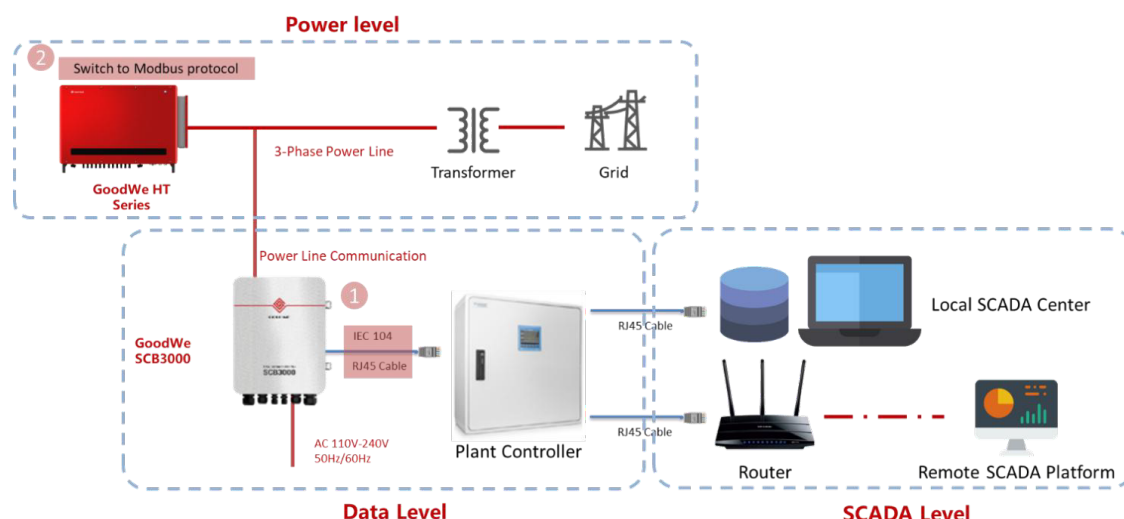 Power level
2
Switch to Modbus protocol
3-Phase Power Line
Transformer
Grid
GoodWe HT
Series
Power Line Communication
1
GoodWe
SCB3000
IEC 104
RJ45 Cable
SCB3000
AC 110V-240V
50Hz/60Hz
Plant Controller
RJ45 Cable
RJ45 Cable
Local SCADA Center
Router
Remote SCADA Platform
Data Level
SCADA Level